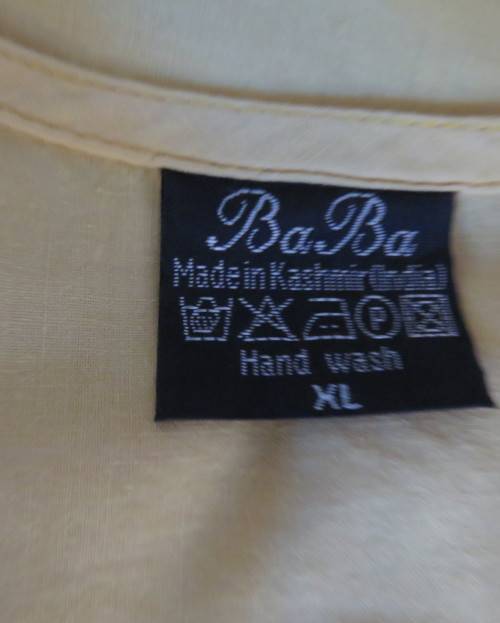 BaBa
Made in Kashmir (India)
P
Hand wash
XL